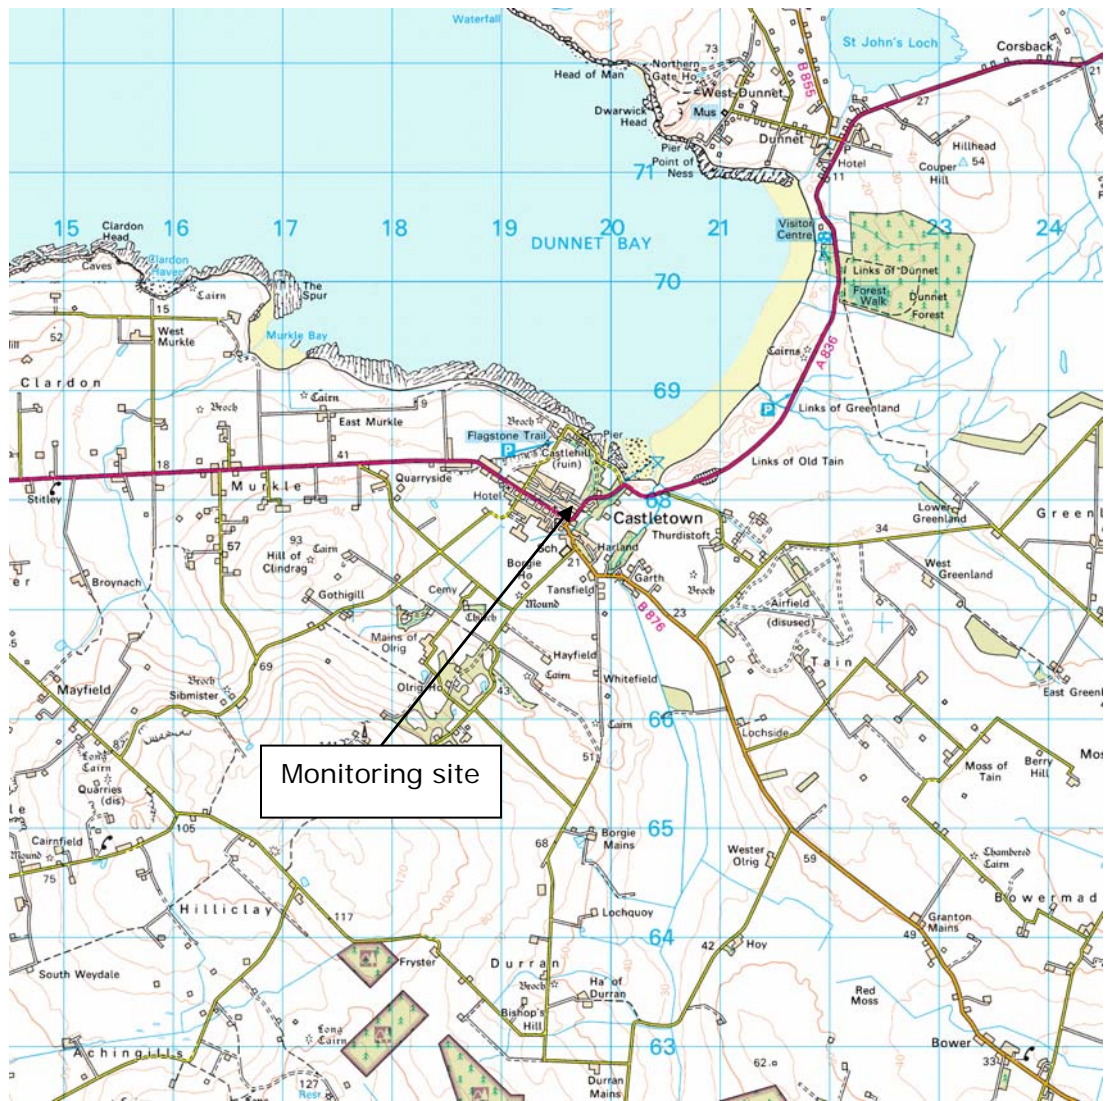 Waterfall
St John's Loch
Corsback
21
73
B 855
Northern
Gate Ho
Head of Man
West Dunnet
27
Dwarwick
Head
Mus
Dunnet
P
Hotel
Hillhead
54
Couper
Hill
Pier
Point of
Ness
71
11
15
16
17
18
19
20
21
22
23
24
Clardon
Head
Caves
Clardon
Haven
Cairn
The
Spur
DUNNET BAY
Visitor
Centre
70
Links of Dunnet
Forest
Walk
Dunnet
Forest
15
West
Murkle
52
Murkle Bay
Cairns
A 836
Clardon
Cairn
9
69
Broch
East Murkle
Broch
P
Links of Greenland
Flagstone Trail
P
Pier
Castlehill
(ruin)
18
41
Links of Old Tain
Stitley
Murkle
Quarryside
Hotel
68
Castletown
Thurdistoft
Lower
Greenland
34
57
93
Cairn
Hill of
Clindrag
Sch
Harland
Borgie
Ho
21
Garth
Tansfield
Broch
West
Greenland
Broynach
Gothigill
Cemy
Church
Mound
B 876
23
Airfield
(disused)
Mains of
Olrig
Hayfield
Tain
69
Broch
Sibmister
Mayfield
Olrig Ho
43
Cairn
Whitefield
East Greenl
66
Cairn
87
Lochside
51
Long
Cairn
Quarries
(dis)
Monitoring site
Moss of
Tain
Berry
Hill
Mos
105
65
Cairnfield
Mound
75
68
Borgie
Mains
Wester
Olrig
59
Chambered
Cairn
Bowermad
Hilliclay
117
Lochquoy
Granton
Mains
49
64
42
Hoy
South Weydale
Fryster
Durran
Broch
Ha' of
Durran
Red
Moss
Bishop's
Hill
Long
Cairn
63
Bower
Achingills
62
33
127
Resr
Durran
Mains